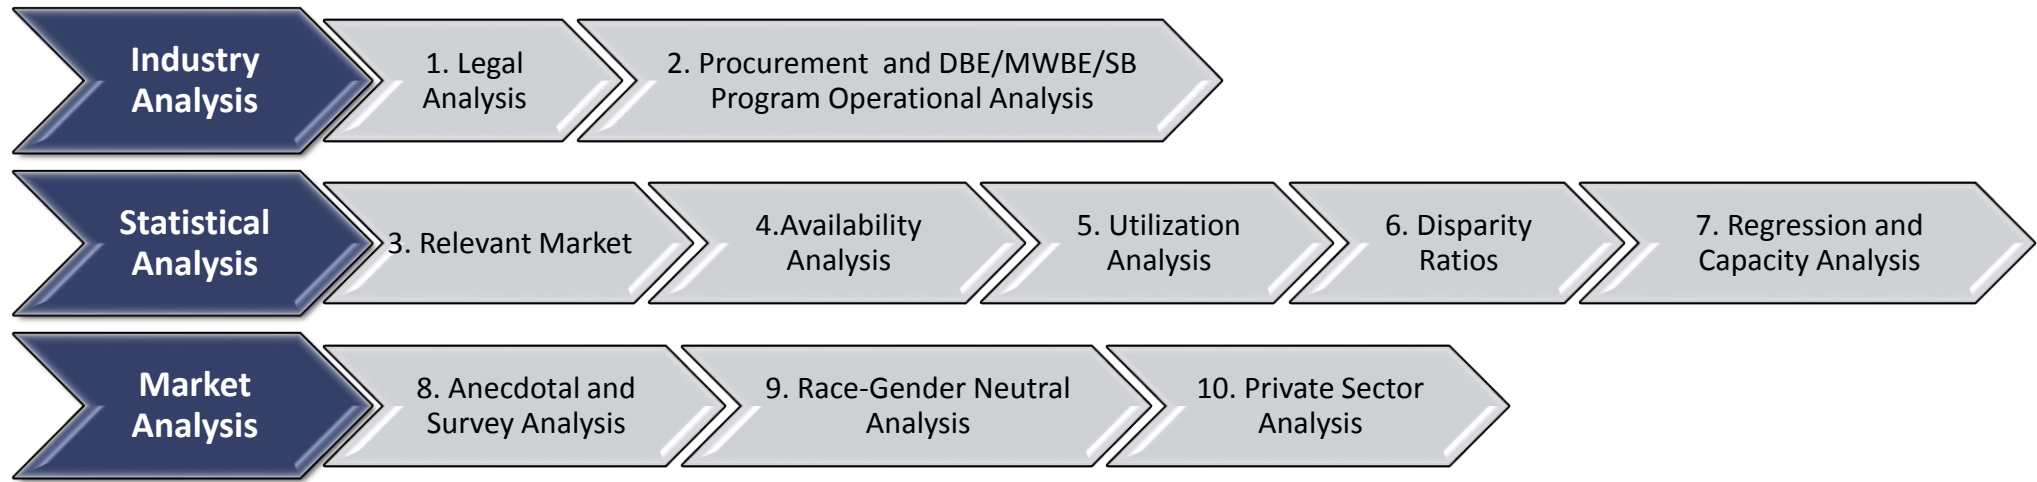 Industry
Analysis
1. Legal
Analysis
2. Procurement  and DBE/MWBE/SB
Program Operational Analysis
Statistical
Analysis
3. Relevant Market
4.Availability
Analysis
5. Utilization
Analysis
6. Disparity
Ratios
7. Regression and
Capacity Analysis
Market
Analysis
8. Anecdotal and
Survey Analysis
9. Race-Gender Neutral
Analysis
10. Private Sector
Analysis